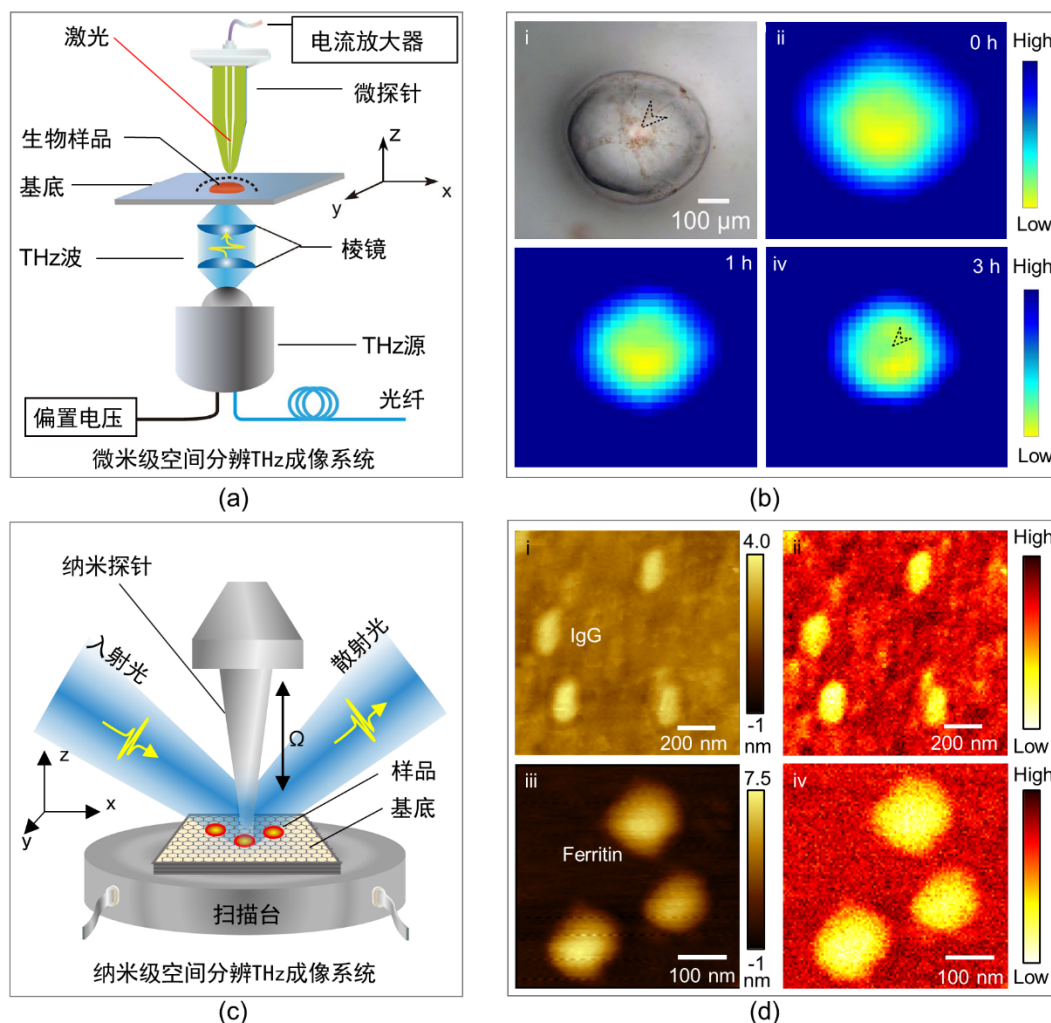 激光
电流放大器
微探针
生物样品
基底
z
x
y
THz波
棱镜
THz源
偏置电压
光纤
微米级空间分辨THz成像系统
(a)
i
100 μm
ii
0 h
High
Low
1 h
iv
3 h
High
Low
(b)
纳米探针
入射光
散射光
Ω
z
x
y
样品
基底
扫描台
纳米级空间分辨THz成像系统
(c)
i
IgG
200 nm
4.0
-1
nm
ii
200 nm
High
Low
iii
Ferritin
100 nm
7.5
-1
nm
iv
100 nm
High
Low
(d)